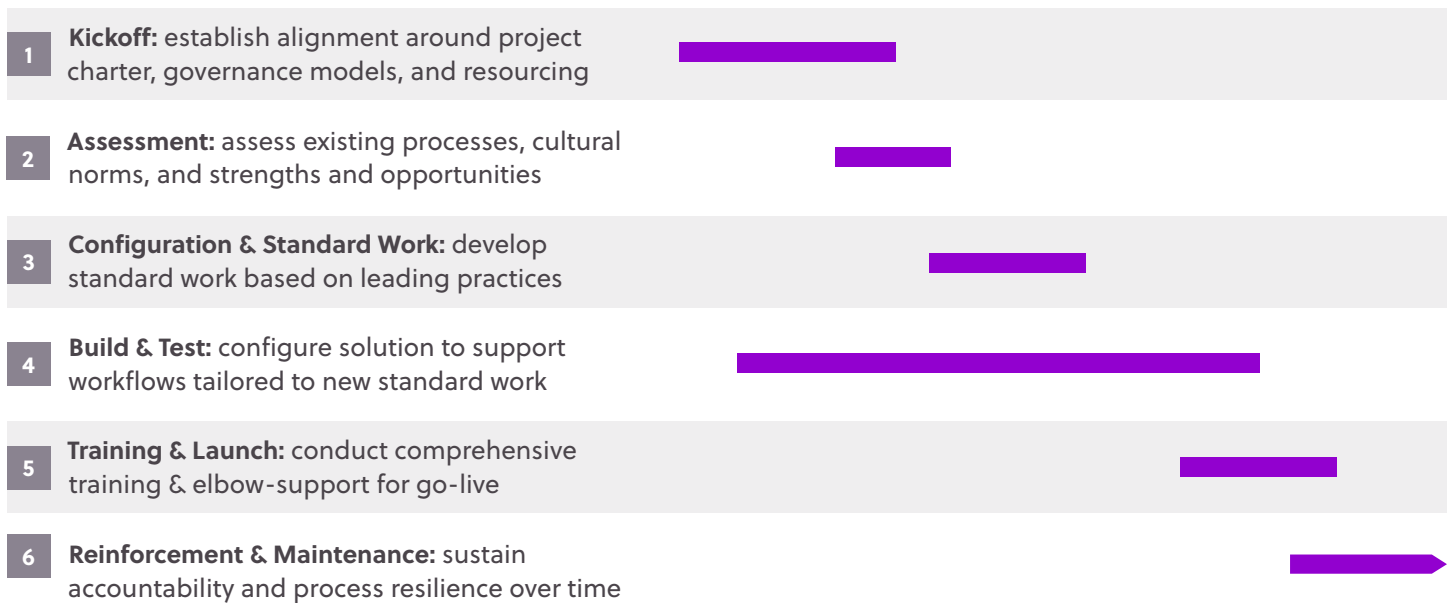 1
Kickoff: establish alignment around project
charter, governance models, and resourcing
2
Assessment: assess existing processes, cultural
norms, and strengths and opportunities
3
Configuration & Standard Work: develop
standard work based on leading practices
4
Build & Test: configure solution to support
workflows tailored to new standard work
5
Training & Launch: conduct comprehensive
training & elbow-support for go-live
6
Reinforcement & Maintenance: sustain
accountability and process resilience over time